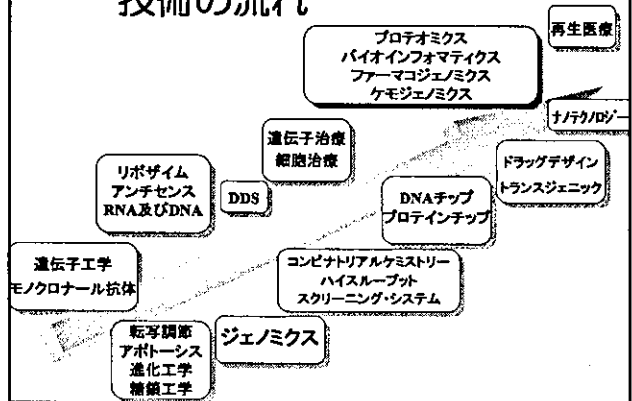 技術の流れ
再生医療
プロテオミクス
バイオインフォマティクス
ファーマコジェノミクス
ケモジェノミクス
ナノテクノロジー
遺伝子治療
細胞治療
ドラッグデザイン
トランスジェニック
リボザイム
アンチセンス
RNA及びDNA
DDS
DNAチップ
プロテインチップ
遺伝子工学
モノクロナール抗体
コンビナトリアルケミストリー
ハイスループット
スクリーニング・システム
転写調節
アポトーシス
進化工学
糖鎖工学
ジェノミクス